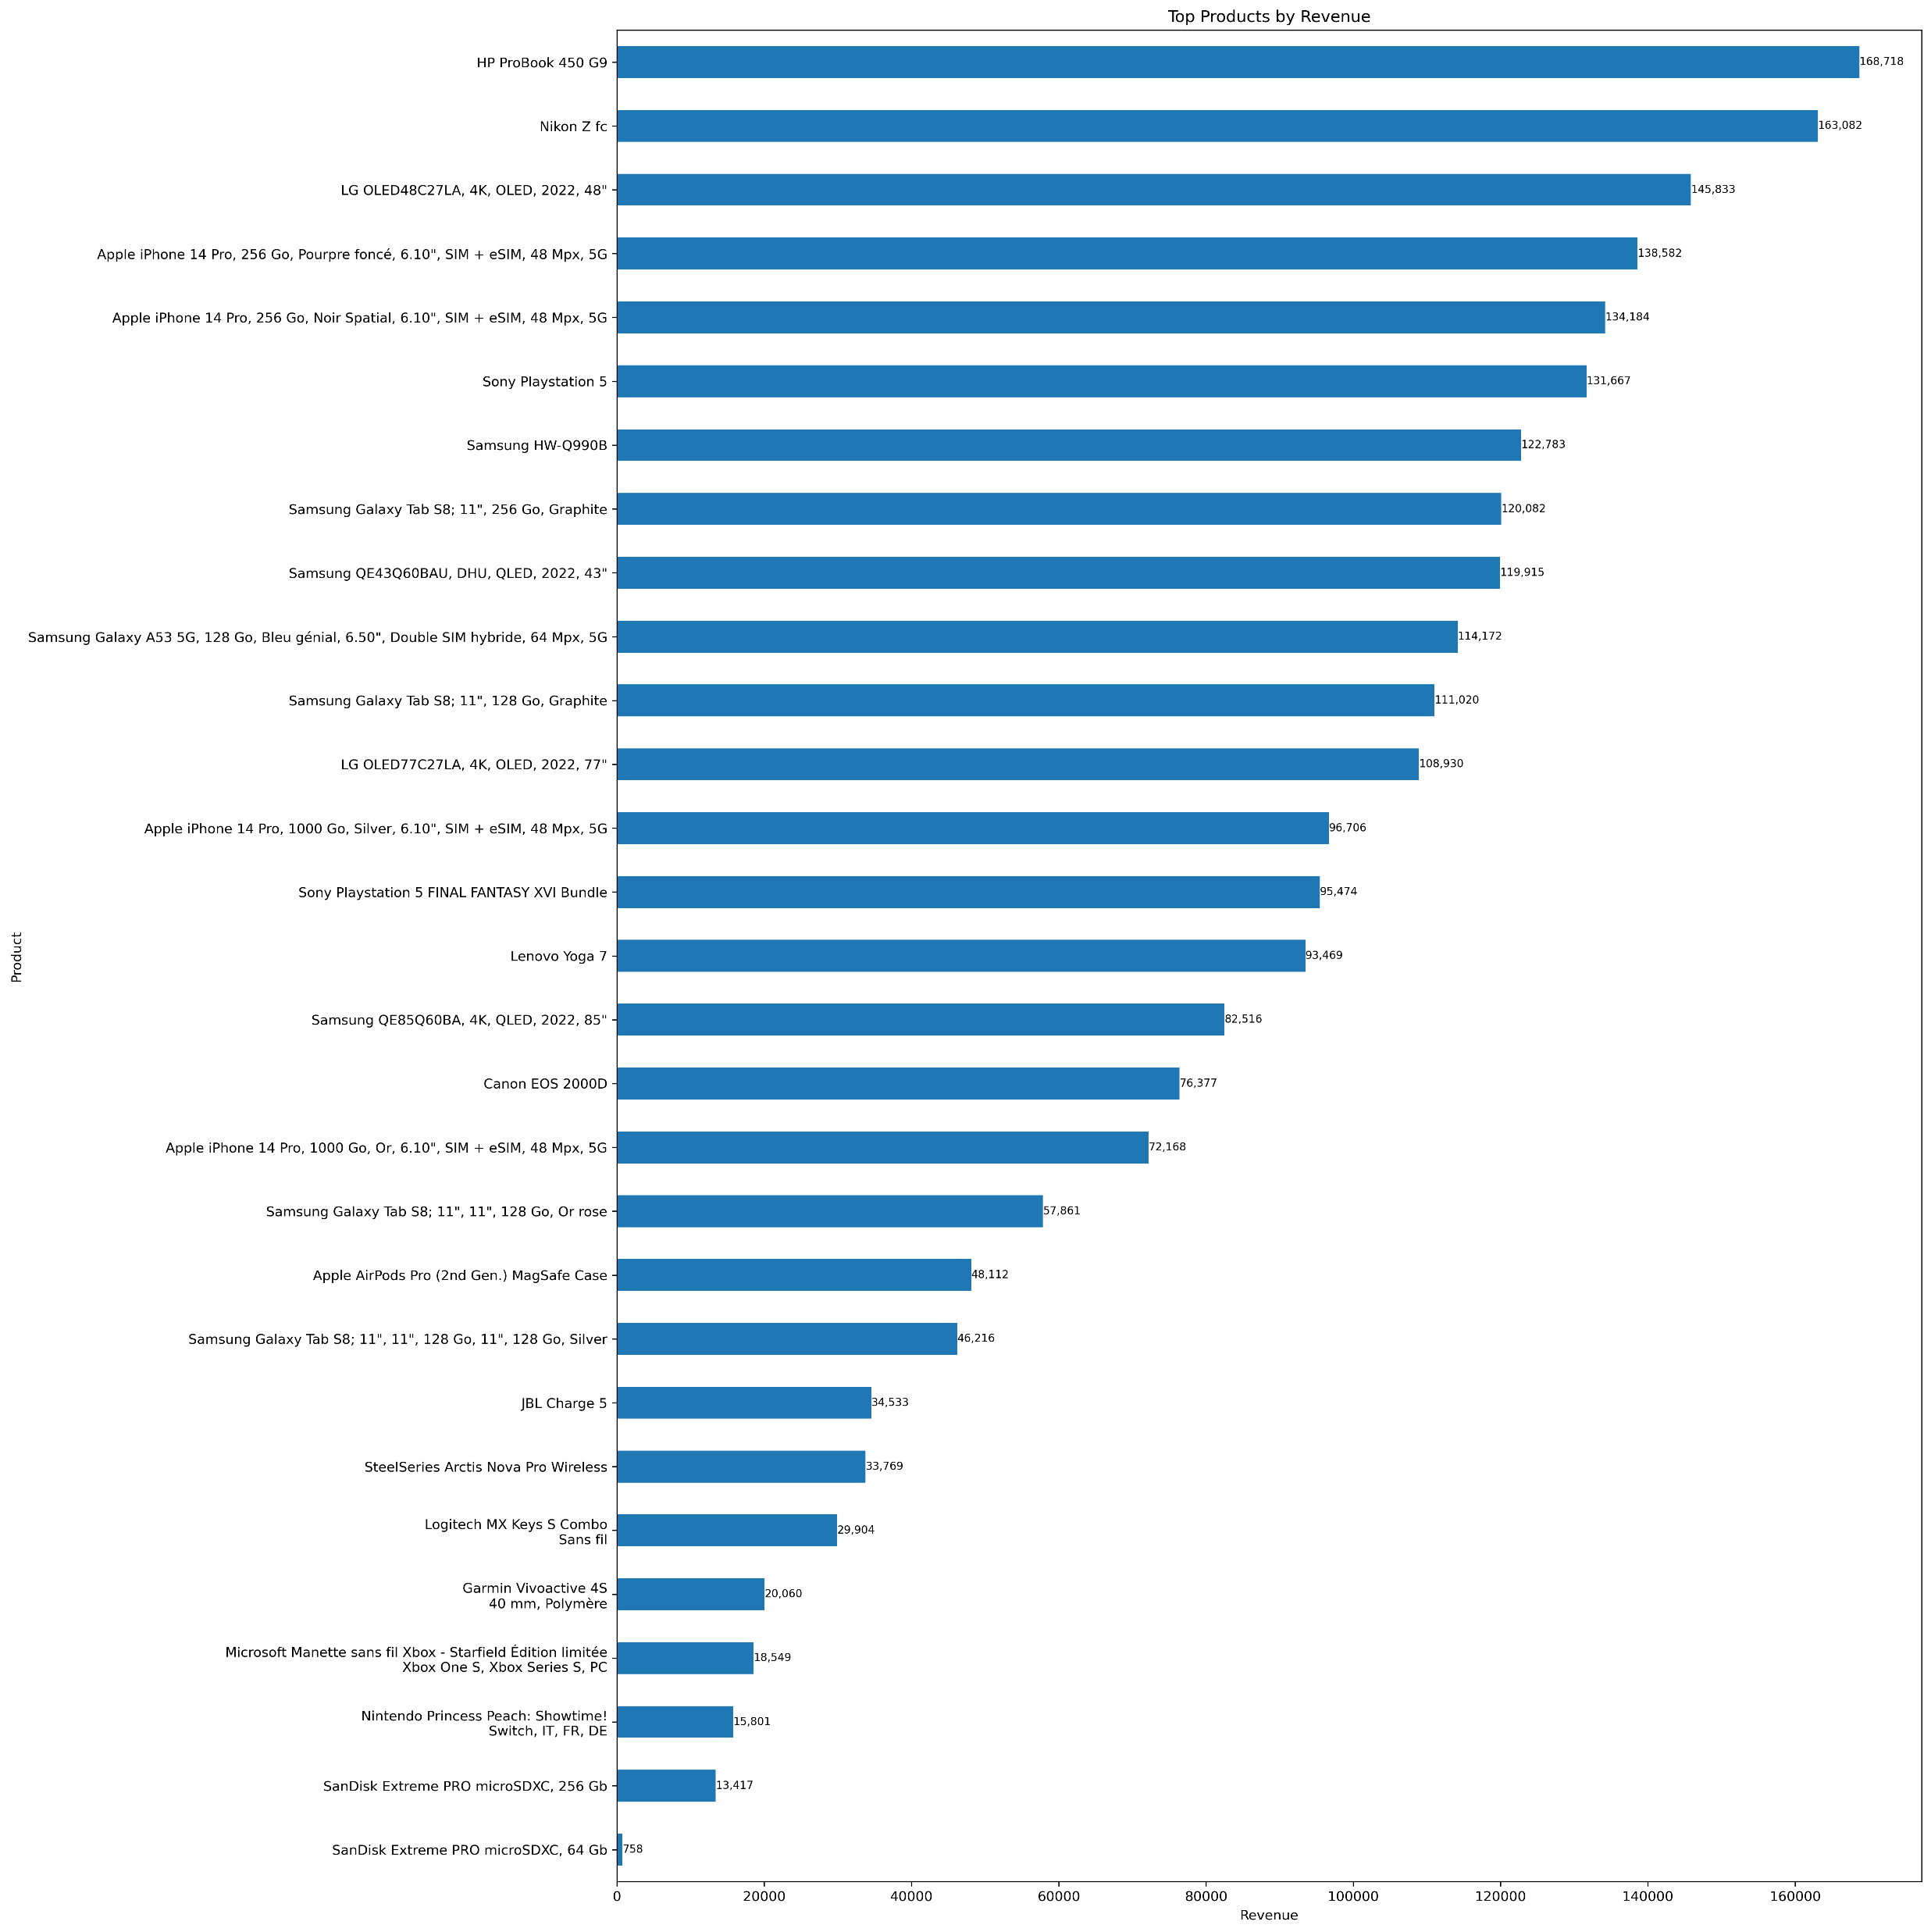 Top Products by Revenue
HP ProBook 450 G9
168,718
Nikon Z fc
163,082
LG OLED48C27LA, 4K, OLED, 2022, 48"
145,833
Apple iPhone 14 Pro, 256 Go, Pourpre foncé, 6.10", SIM + eSIM, 48 Mpx, 5G
138,582
Apple iPhone 14 Pro, 256 Go, Noir Spatial, 6.10", SIM + eSIM, 48 Mpx, 5G
134,184
Sony Playstation 5
131,667
Samsung HW-Q990B
122,783
Samsung Galaxy Tab S8; 11", 256 Go, Graphite
120,082
Samsung QE43Q60BAU, DHU, QLED, 2022, 43"
119,915
Samsung Galaxy A53 5G, 128 Go, Bleu génial, 6.50", Double SIM hybride, 64 Mpx, 5G
114,172
Samsung Galaxy Tab S8; 11", 128 Go, Graphite
111,020
LG OLED77C27LA, 4K, OLED, 2022, 77"
108,930
Apple iPhone 14 Pro, 1000 Go, Silver, 6.10", SIM + eSIM, 48 Mpx, 5G
96,706
Sony Playstation 5 FINAL FANTASY XVI Bundle
95,474
Lenovo Yoga 7
93,469
Samsung QE85Q60BA, 4K, QLED, 2022, 85"
82,516
Canon EOS 2000D
76,377
Apple iPhone 14 Pro, 1000 Go, Or, 6.10", SIM + eSIM, 48 Mpx, 5G
72,168
Samsung Galaxy Tab S8; 11", 11", 128 Go, Or rose
57,861
Apple AirPods Pro (2nd Gen.) MagSafe Case
48,112
Samsung Galaxy Tab S8; 11", 11", 128 Go, 11", 128 Go, Silver
46,216
JBL Charge 5
34,533
SteelSeries Arctis Nova Pro Wireless
33,769
Logitech MX Keys S Combo
Sans fil
29,904
Garmin Vivoactive 4S
40 mm, Polymère
20,060
Microsoft Manette sans fil Xbox - Starfield Édition limitée
Xbox One S, Xbox Series S, PC
18,549
Nintendo Princess Peach: Showtime!
Switch, IT, FR, DE
15,801
SanDisk Extreme PRO microSDXC, 256 Gb
13,417
SanDisk Extreme PRO microSDXC, 64 Gb
758
Product
0 20000 40000 60000 80000 100000 120000 140000 160000
Revenue